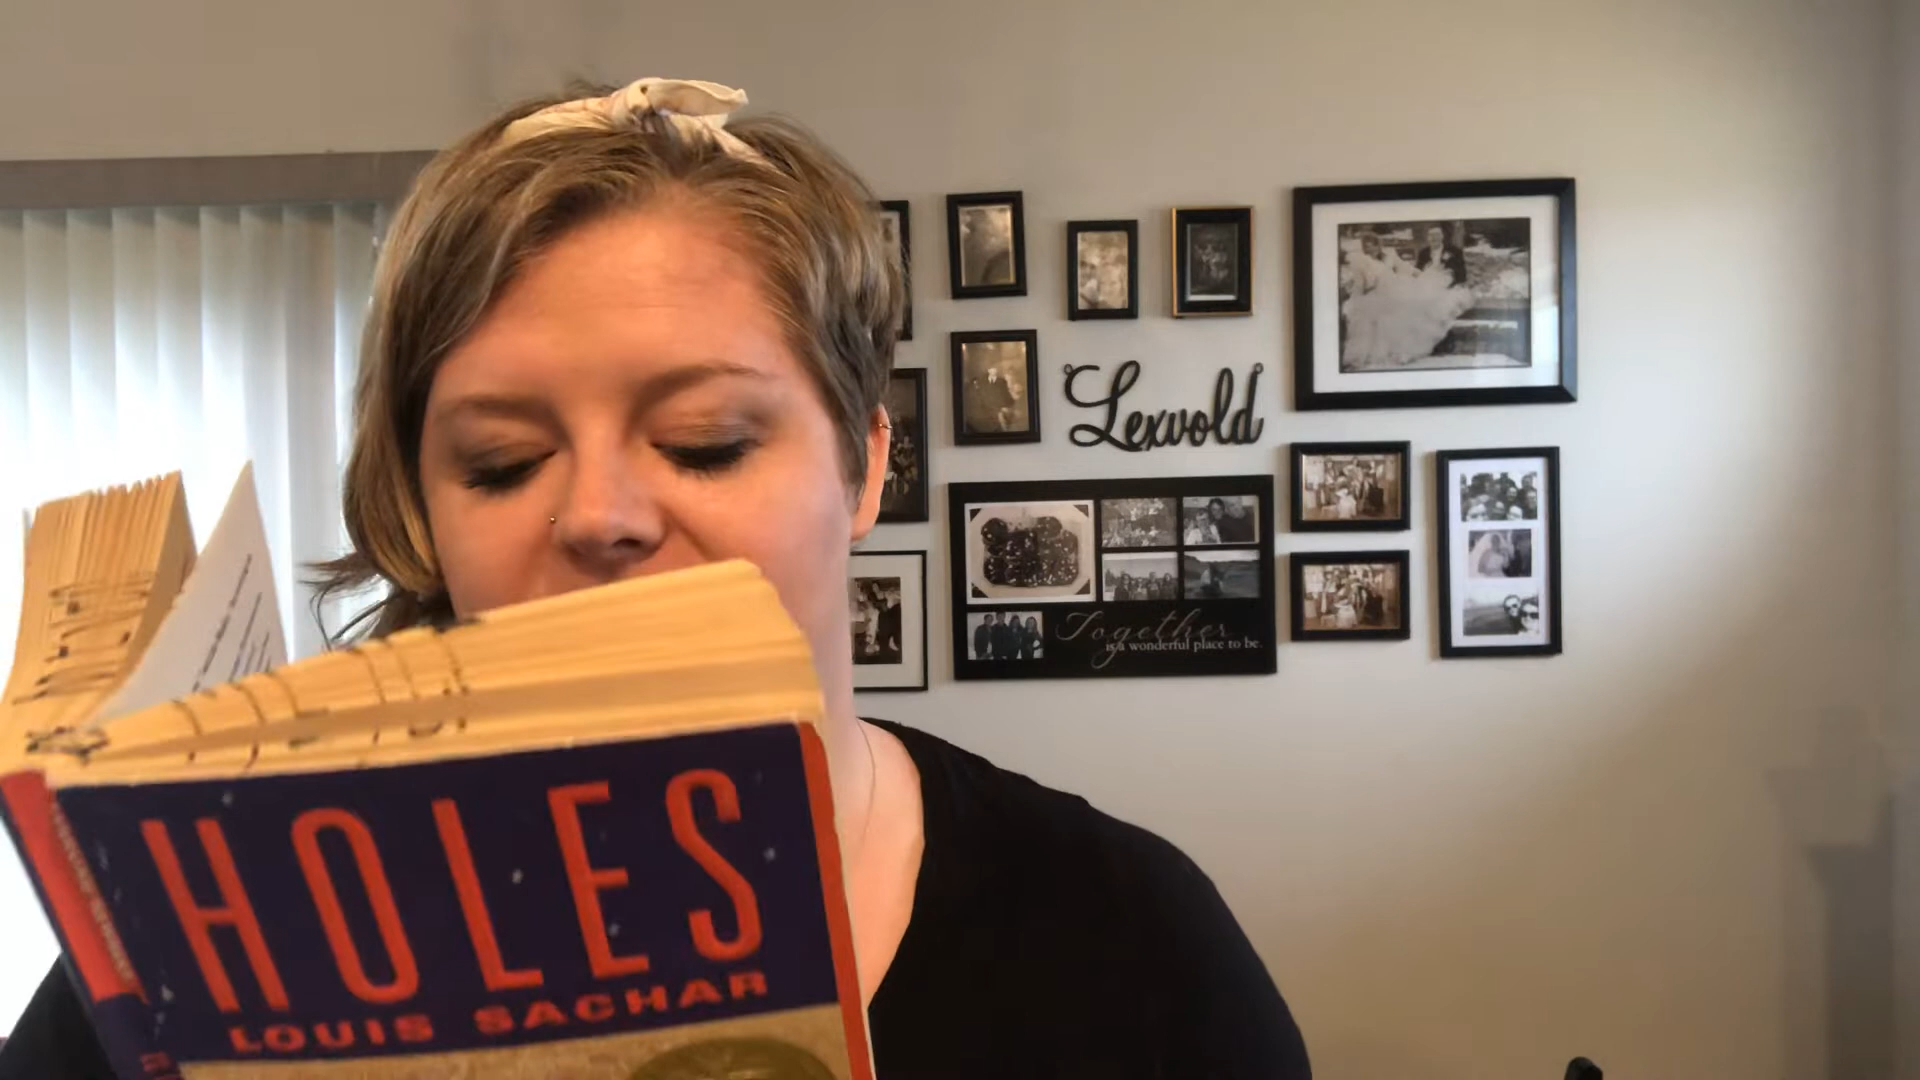 HOLES
LOUIS SACHAR
Lexvold
Together
is a wonderful place to be.